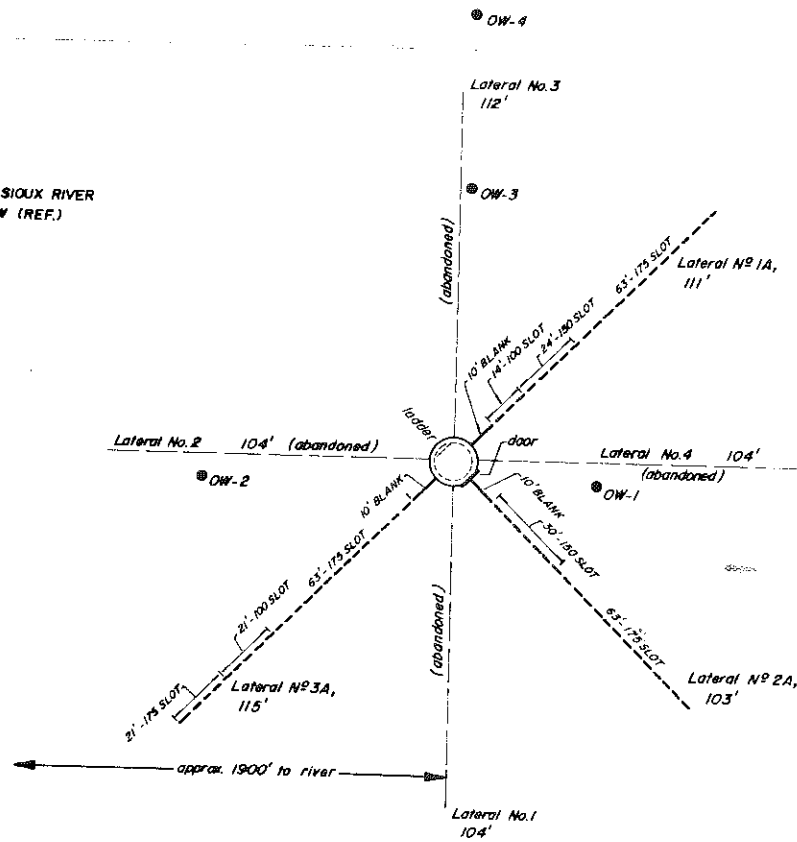 OW-4
Lateral No.3
112'
SIOUX RIVER
(REF.)
OW-3
(abandoned)
63'-175 SLOT
Lateral Nº 1A,
111'
24'-150 SLOT
14'-100 SLOT
10' BLANK
ladder
door
Lateral No.2 104' (abandoned)
Lateral No.4 104'
(abandoned)
OW-2
OW-1
10' BLANK
10' BLANK
30'-150 SLOT
63'-175 SLOT
63'-175 SLOT
21'-100 SLOT
21'-175 SLOT
(abandoned)
Lateral Nº 3A,
115'
Lateral Nº 2A,
103'
approx. 1900' to river
Lateral No.1
104'